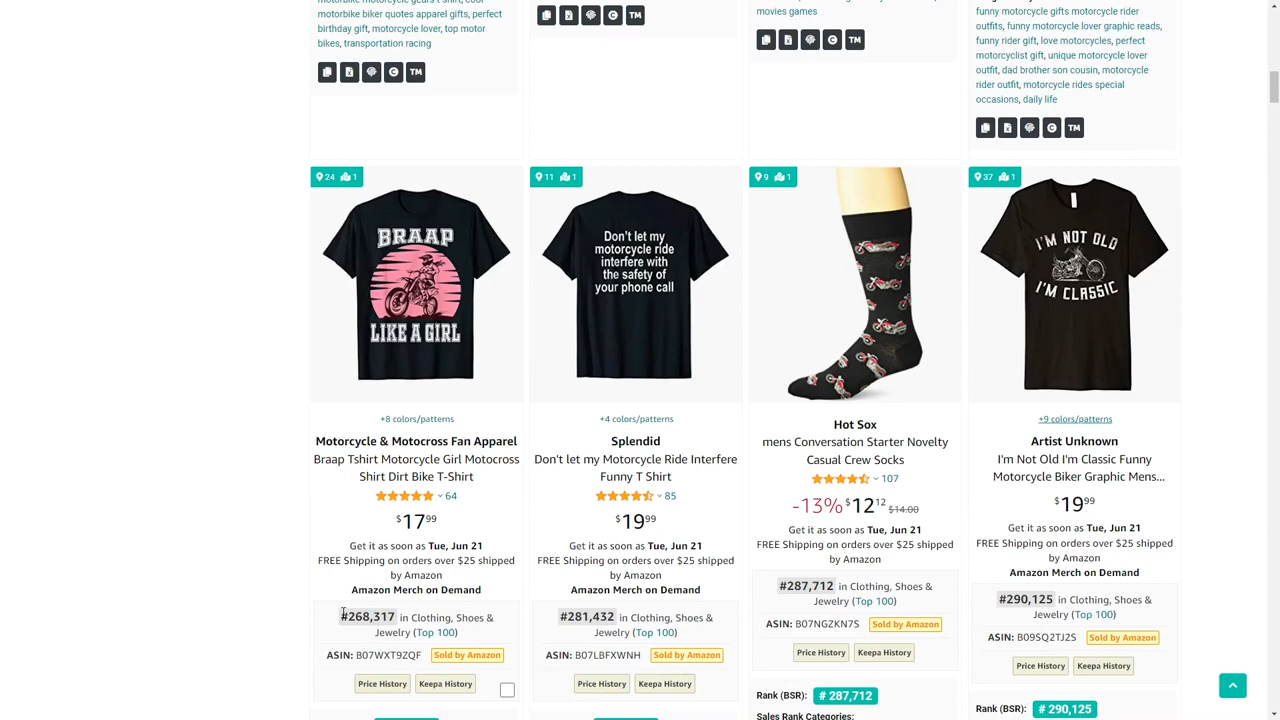 motorbike motorcycle gears t shirt, cool
motorbike biker quotes apparel gifts, perfect
birthday gift, motorcycle lover, top motor
bikes, transportation racing
TM
TM
movies games
TM
funny motorcycle gifts motorcycle rider
outfits, funny motorcycle lover graphic reads,
funny rider gift, love motorcycles, perfect
motorcyclist gift, unique motorcycle lover
outfit, dad brother son cousin, motorcycle
rider outfit, motorcycle rides special
occasions, daily life
TM
24 1
BRAAP
LIKE A GIRL
+8 colors/patterns
Motorcycle & Motocross Fan Apparel
Braap Tshirt Motorcycle Girl Motocross
Shirt Dirt Bike T-Shirt
64
$17.99
Get it as soon as Tue, Jun 21
FREE Shipping on orders over $25 shipped
by Amazon
Amazon Merch on Demand
#268,317 in Clothing, Shoes &
Jewelry (Top 100)
ASIN: B07WXT9ZQF Sold by Amazon
Price History Keepa History
11 1
Don't let my
motorcycle ride
interfere with
the safety of
your phone call
+4 colors/patterns
Splendid
Don't let my Motorcycle Ride Interfere
Funny T Shirt
85
$19.99
Get it as soon as Tue, Jun 21
FREE Shipping on orders over $25 shipped
by Amazon
Amazon Merch on Demand
#281,432 in Clothing, Shoes &
Jewelry (Top 100)
ASIN: B07LBFXWNH Sold by Amazon
Price History Keepa History
9 1
Hot Sox
mens Conversation Starter Novelty
Casual Crew Socks
107
-13% $12.12 $14.00
Get it as soon as Tue, Jun 21
FREE Shipping on orders over $25 shipped
by Amazon
#287,712 in Clothing, Shoes &
Jewelry (Top 100)
ASIN: B07NGZKN7S Sold by Amazon
Price History Keepa History
Rank (BSR): # 287,712
Sales Rank Categories:
37 1
I'M NOT OLD
I'M CLASSIC
+9 colors/patterns
Artist Unknown
I'm Not Old I'm Classic Funny
Motorcycle Biker Graphic Mens...
$19.99
Get it as soon as Tue, Jun 21
FREE Shipping on orders over $25 shipped
by Amazon
Amazon Merch on Demand
#290,125 in Clothing, Shoes &
Jewelry (Top 100)
ASIN: B09SQ2TJ2S Sold by Amazon
Price History Keepa History
Rank (BSR): # 290,125